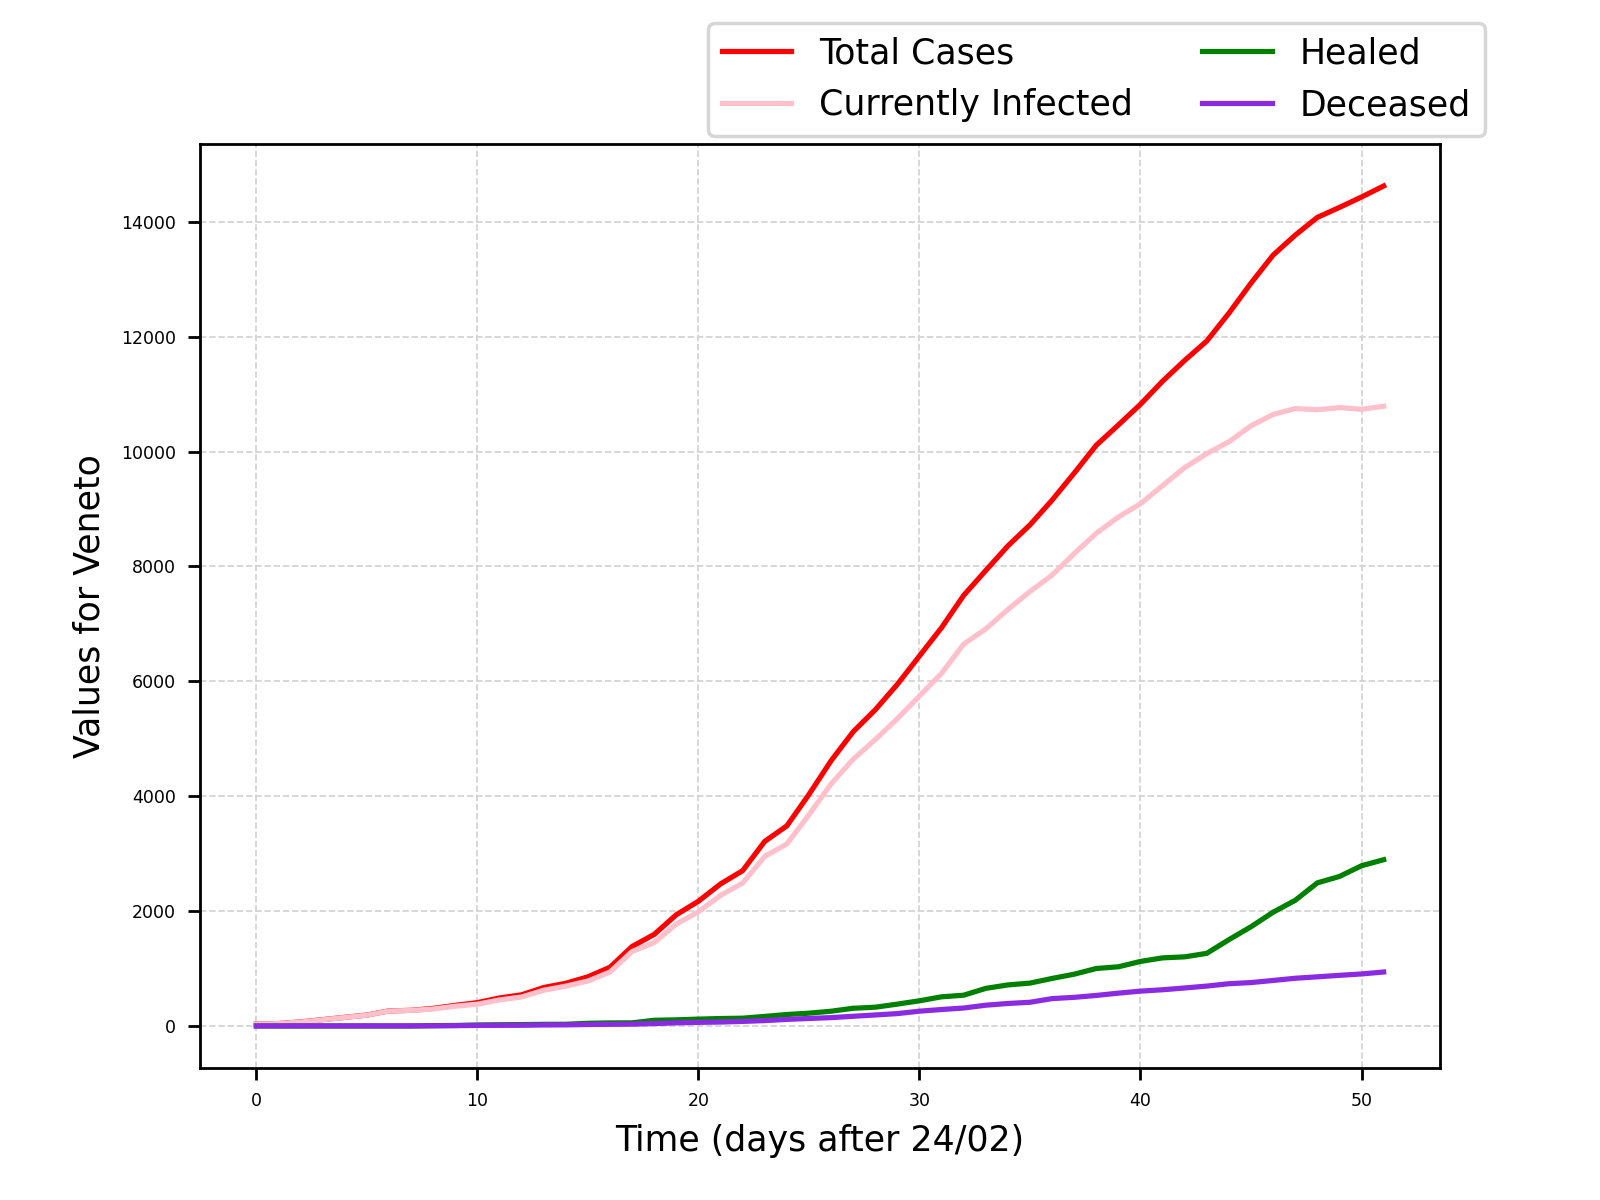 Total Cases
Currently Infected
Healed
Deceased
Values for Veneto
14000
12000
10000
8000
6000
4000
2000
0
0 10 20 30 40 50
Time (days after 24/02)